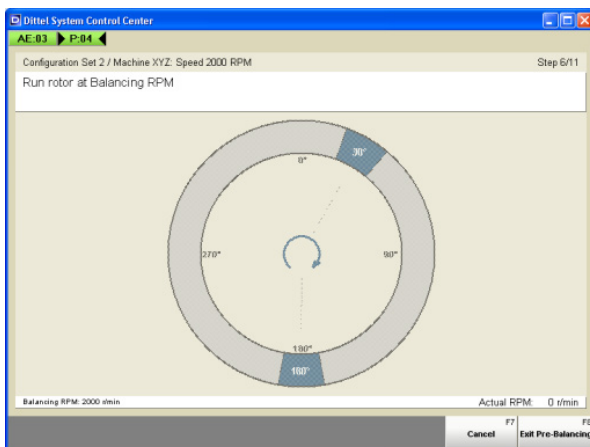 Dittel System Control Center
AE:03 P:04
Configuration Set 2 / Machine XYZ: Speed 2000 RPM Step 6/11
Run rotor at Balancing RPM
30°
0°
270° 90°
180°
180°
Balancing RPM: 2000 r/min Actual RPM: 0 r/min
F7 F8
Cancel Exit Pre-Balancing